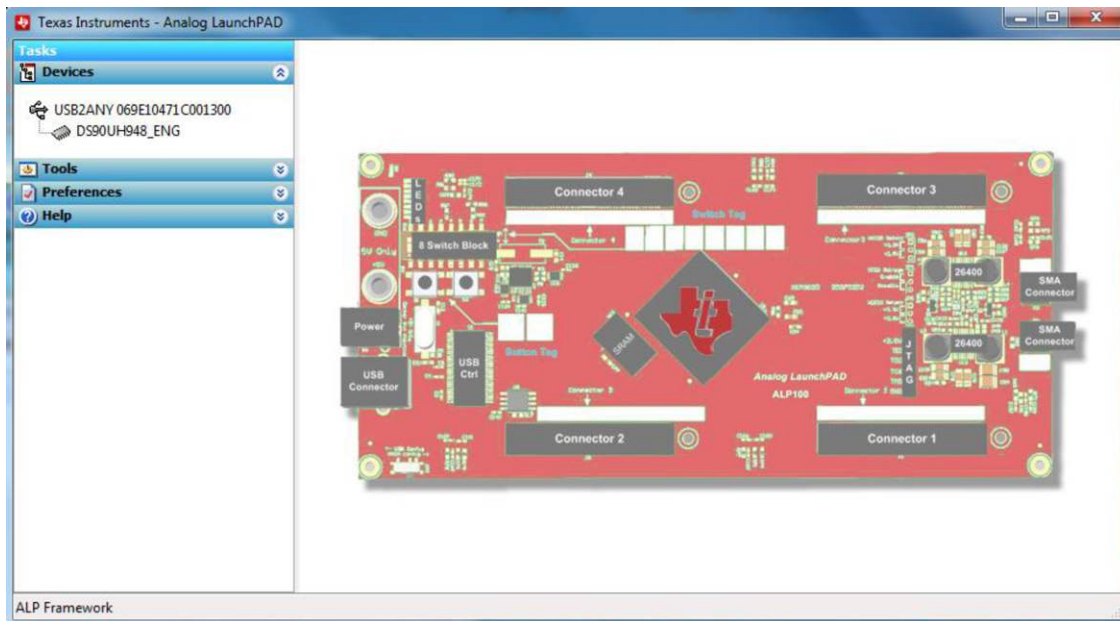 Texas Instruments - Analog LaunchPAD
Tasks
Devices
USB2ANY 069E10471C001300
DS90UH948_ENG
Tools
Preferences
Help
Connector 4
Connector 3
LEDs
Switch Tag
5V Only
8 Switch Block
Connector 4
26400
SMA
Connector
Power
SRAM
SMA
Connector
Button Tag
26400
USB
Ctrl
JTAG
USB
Connector
Analog LaunchPAD
ALP100
Connector 2
Connector 1
ALP Framework